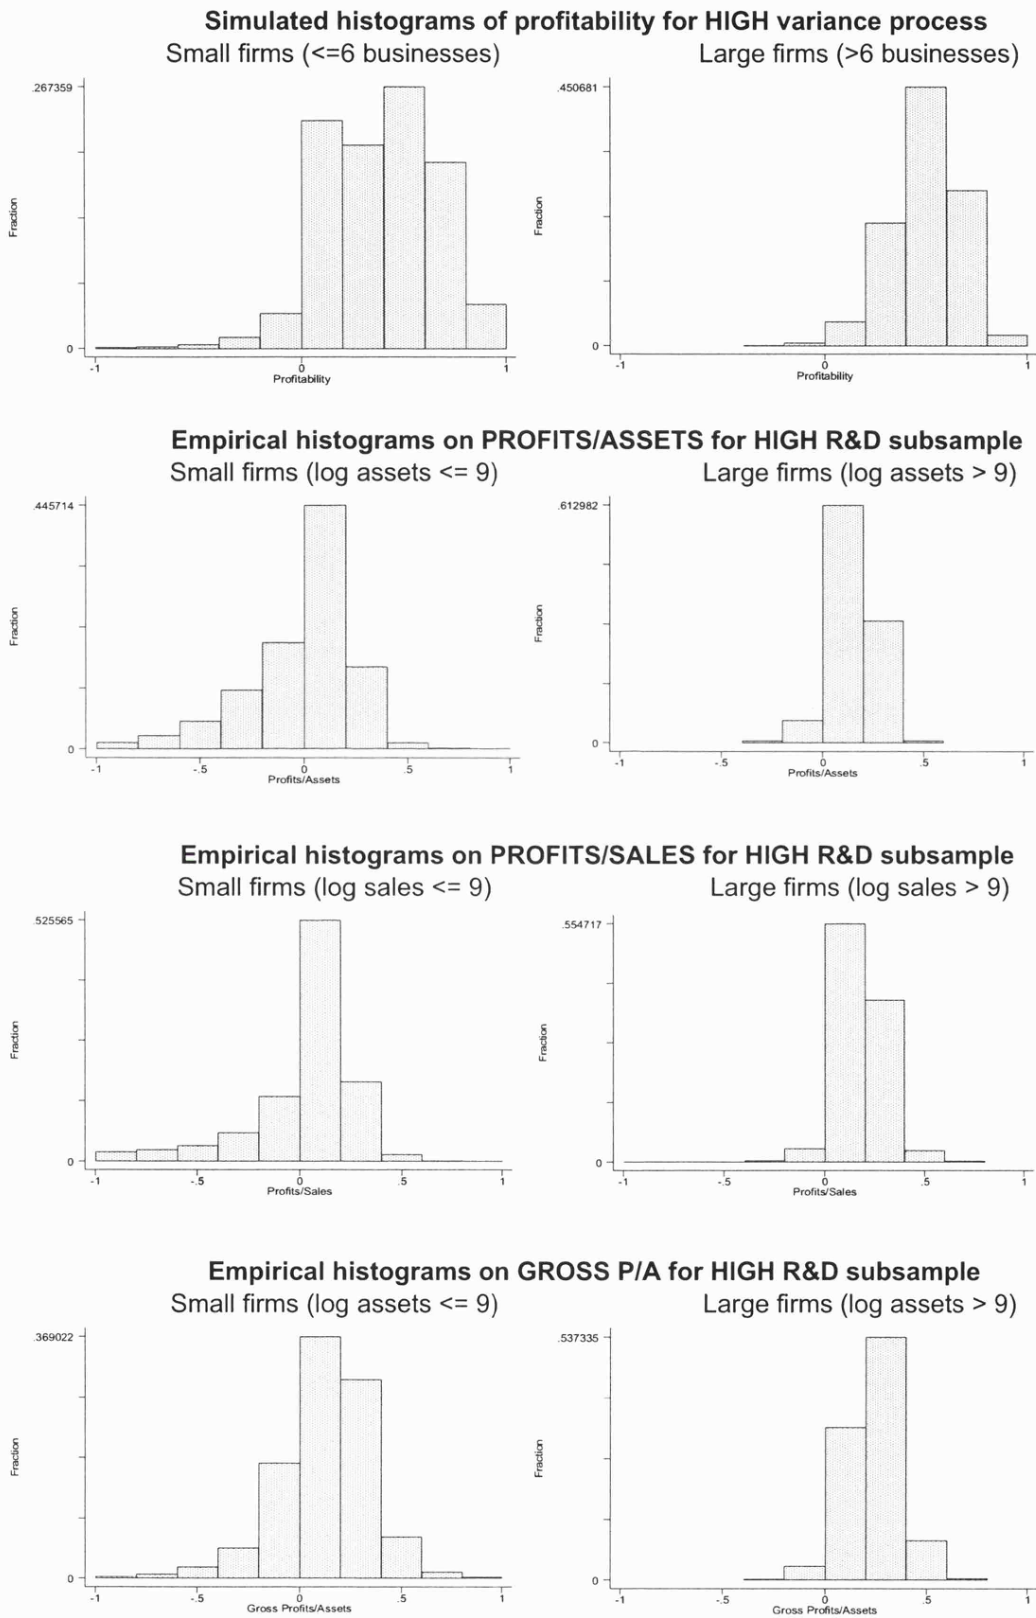 Simulated histograms of profitability for HIGH variance process
Small firms (<=6 businesses)
Large firms (>6 businesses)
.267359
0
Fraction
-1
0
1
Profitability
.450681
0
Fraction
-1
0
1
Profitability
Empirical histograms on PROFITS/ASSETS for HIGH R&D subsample
Small firms (log assets <= 9)
Large firms (log assets > 9)
.445714
0
Fraction
-1
-.5
0
.5
1
Profits/Assets
.612982
0
Fraction
-1
-.5
0
.5
1
Profits/Assets
Empirical histograms on PROFITS/SALES for HIGH R&D subsample
Small firms (log sales <= 9)
Large firms (log sales > 9)
.525565
0
Fraction
-1
-.5
0
.5
1
Profits/Sales
.554717
0
Fraction
-1
-.5
0
.5
1
Profits/Sales
Empirical histograms on GROSS P/A for HIGH R&D subsample
Small firms (log assets <= 9)
Large firms (log assets > 9)
.369022
0
Fraction
-1
-.5
0
.5
1
Gross Profits/Assets
.537335
0
Fraction
-1
-.5
0
.5
1
Gross Profits/Assets